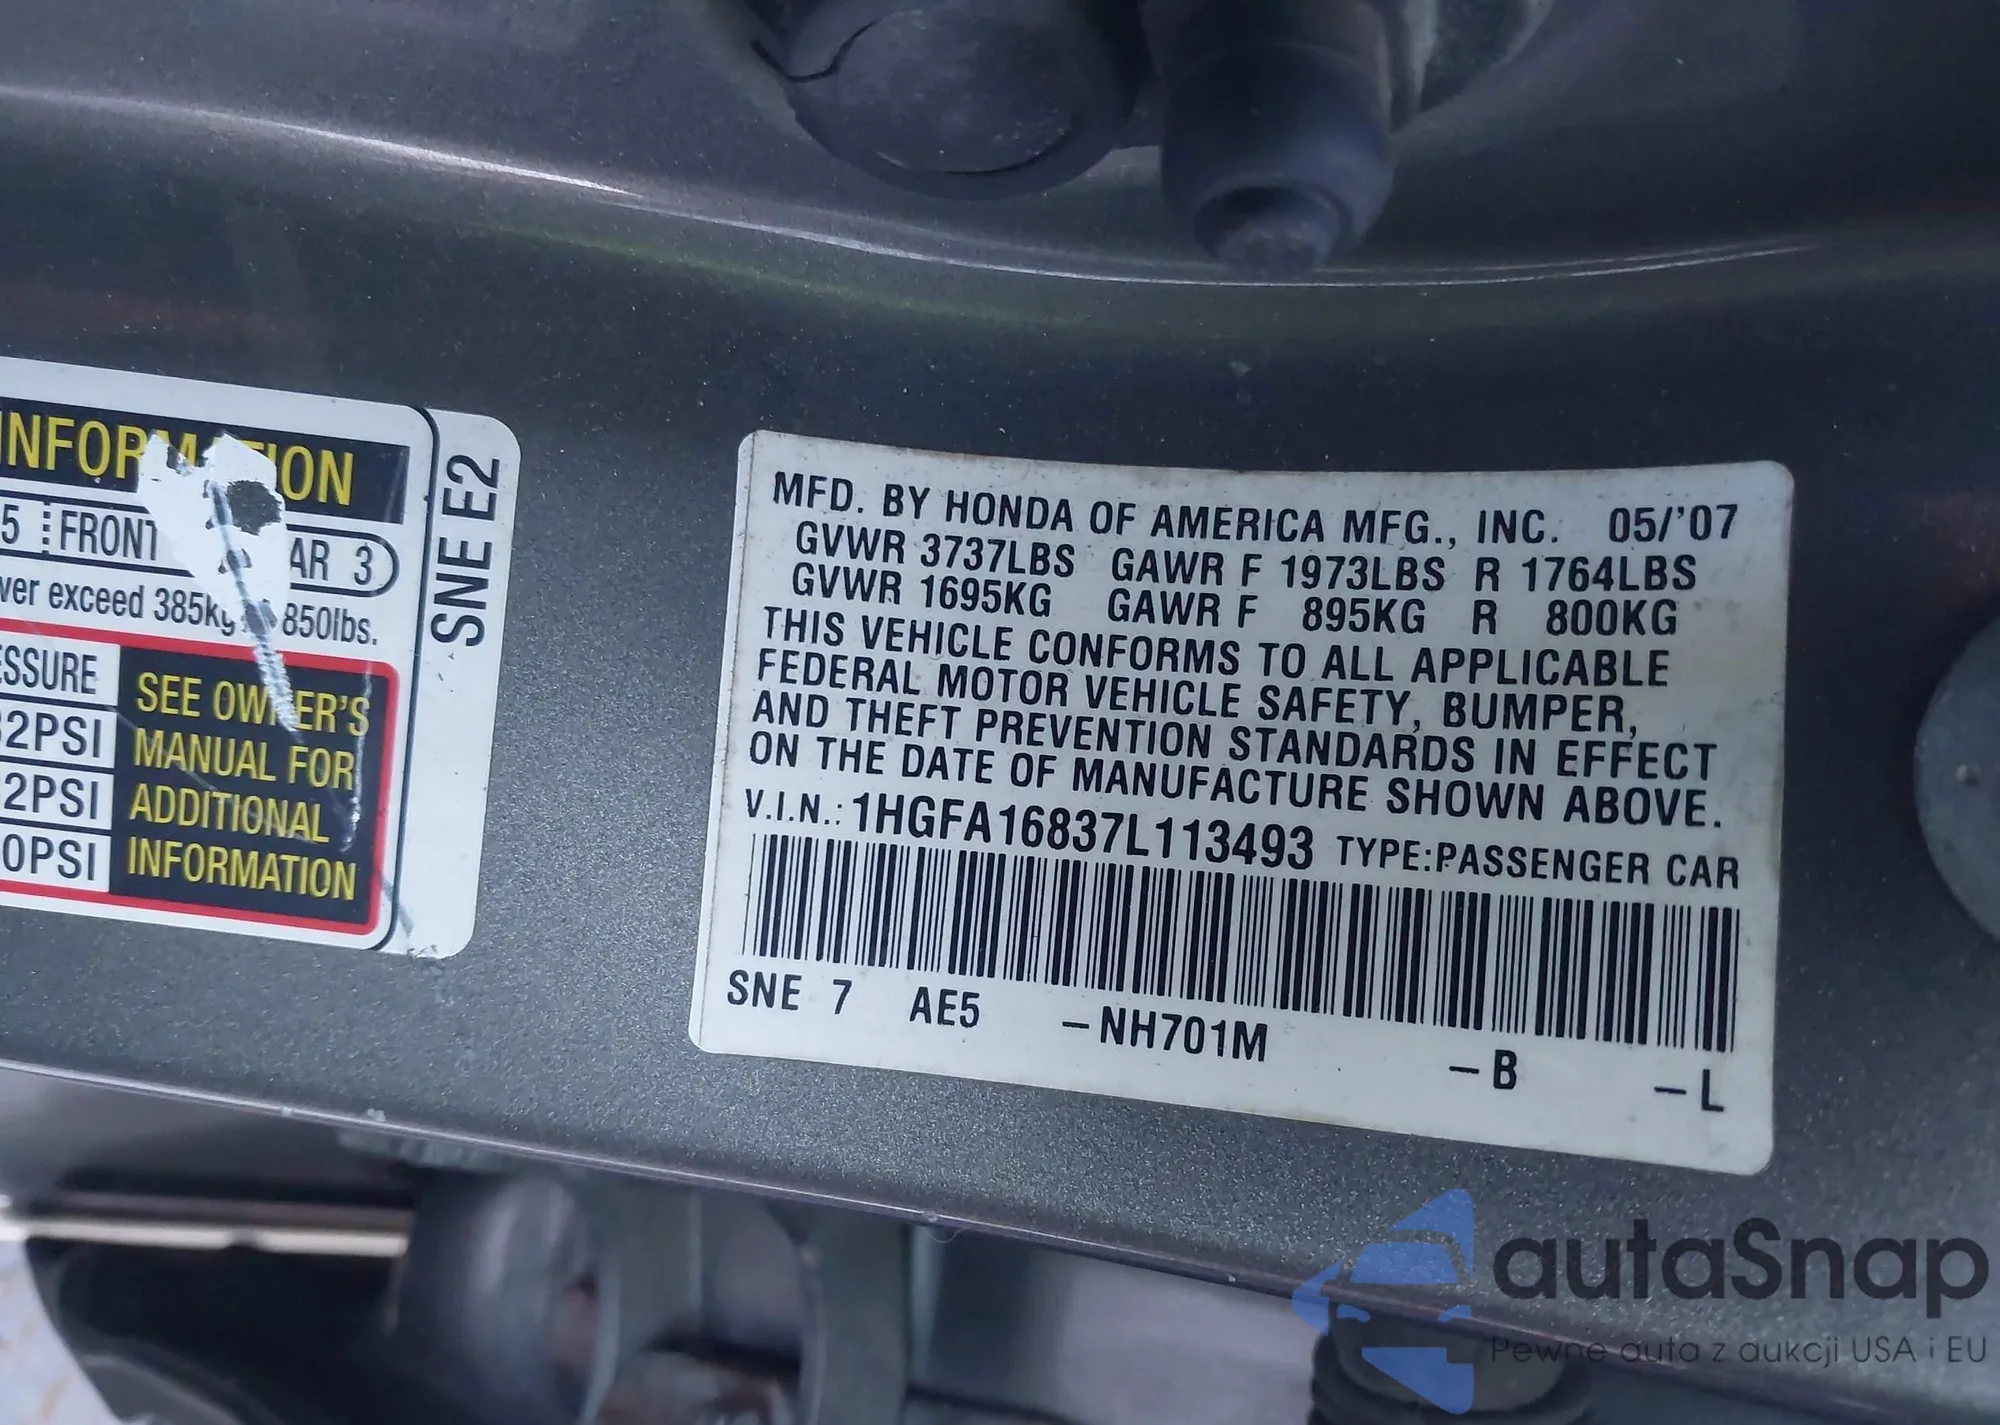 INFORMATION
5 FRONT AR 3
ver exceed 385kg 850lbs.
ESSURE
32PSI
2PSI
0PSI
SEE OWNER'S
MANUAL FOR
ADDITIONAL
INFORMATION
SNE E2
MFD. BY HONDA OF AMERICA MFG., INC. 05/'07
GVWR 3737LBS GAWR F 1973LBS R 1764LBS
GVWR 1695KG GAWR F 895KG R 800KG
THIS VEHICLE CONFORMS TO ALL APPLICABLE
FEDERAL MOTOR VEHICLE SAFETY, BUMPER,
AND THEFT PREVENTION STANDARDS IN EFFECT
ON THE DATE OF MANUFACTURE SHOWN ABOVE.
V.I.N.: 1HGFA16837L113493 TYPE:PASSENGER CAR
SNE 7 AE5 -NH701M -B -L
autaSnap
Pewne auta z aukcji USA i EU